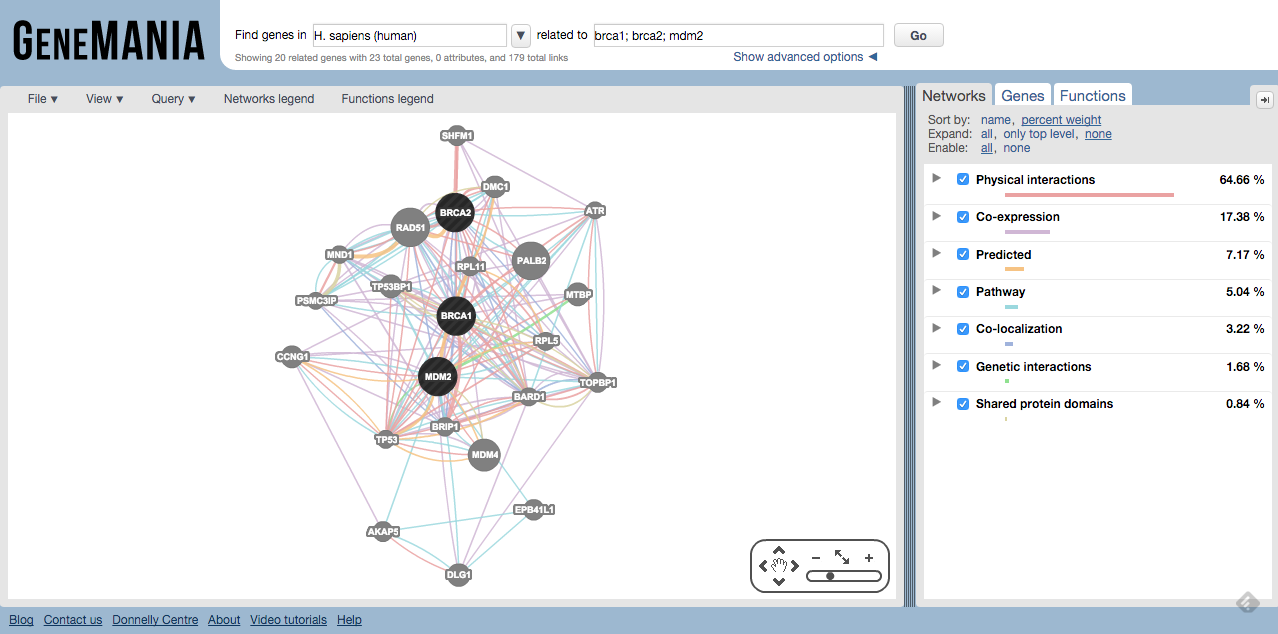 GENEMANIA
Find genes in H. sapiens (human) ▼ related to brca1; brca2; mdm2 Go
Showing 20 related genes with 23 total genes, 0 attributes, and 179 total links
Show advanced options ◀
File ▾ View ▾ Query ▾ Networks legend Functions legend
SHFM1
DMC1
BRCA2
ATR
RAD51
MND1
PALB2
RPL11
TP53BP1
MTBP
PSMC3IP
BRCA1
RPL5
CCNG1
MDM2
TOPBP1
BARD1
BRIP1
TP53
MDM4
EPB41L1
AKAP5
DLG1
Networks Genes Functions
Sort by: name, percent weight
Expand: all, only top level, none
Enable: all, none
Physical interactions 64.66 %
Co-expression 17.38 %
Predicted 7.17 %
Pathway 5.04 %
Co-localization 3.22 %
Genetic interactions 1.68 %
Shared protein domains 0.84 %
Blog Contact us Donnelly Centre About Video tutorials Help